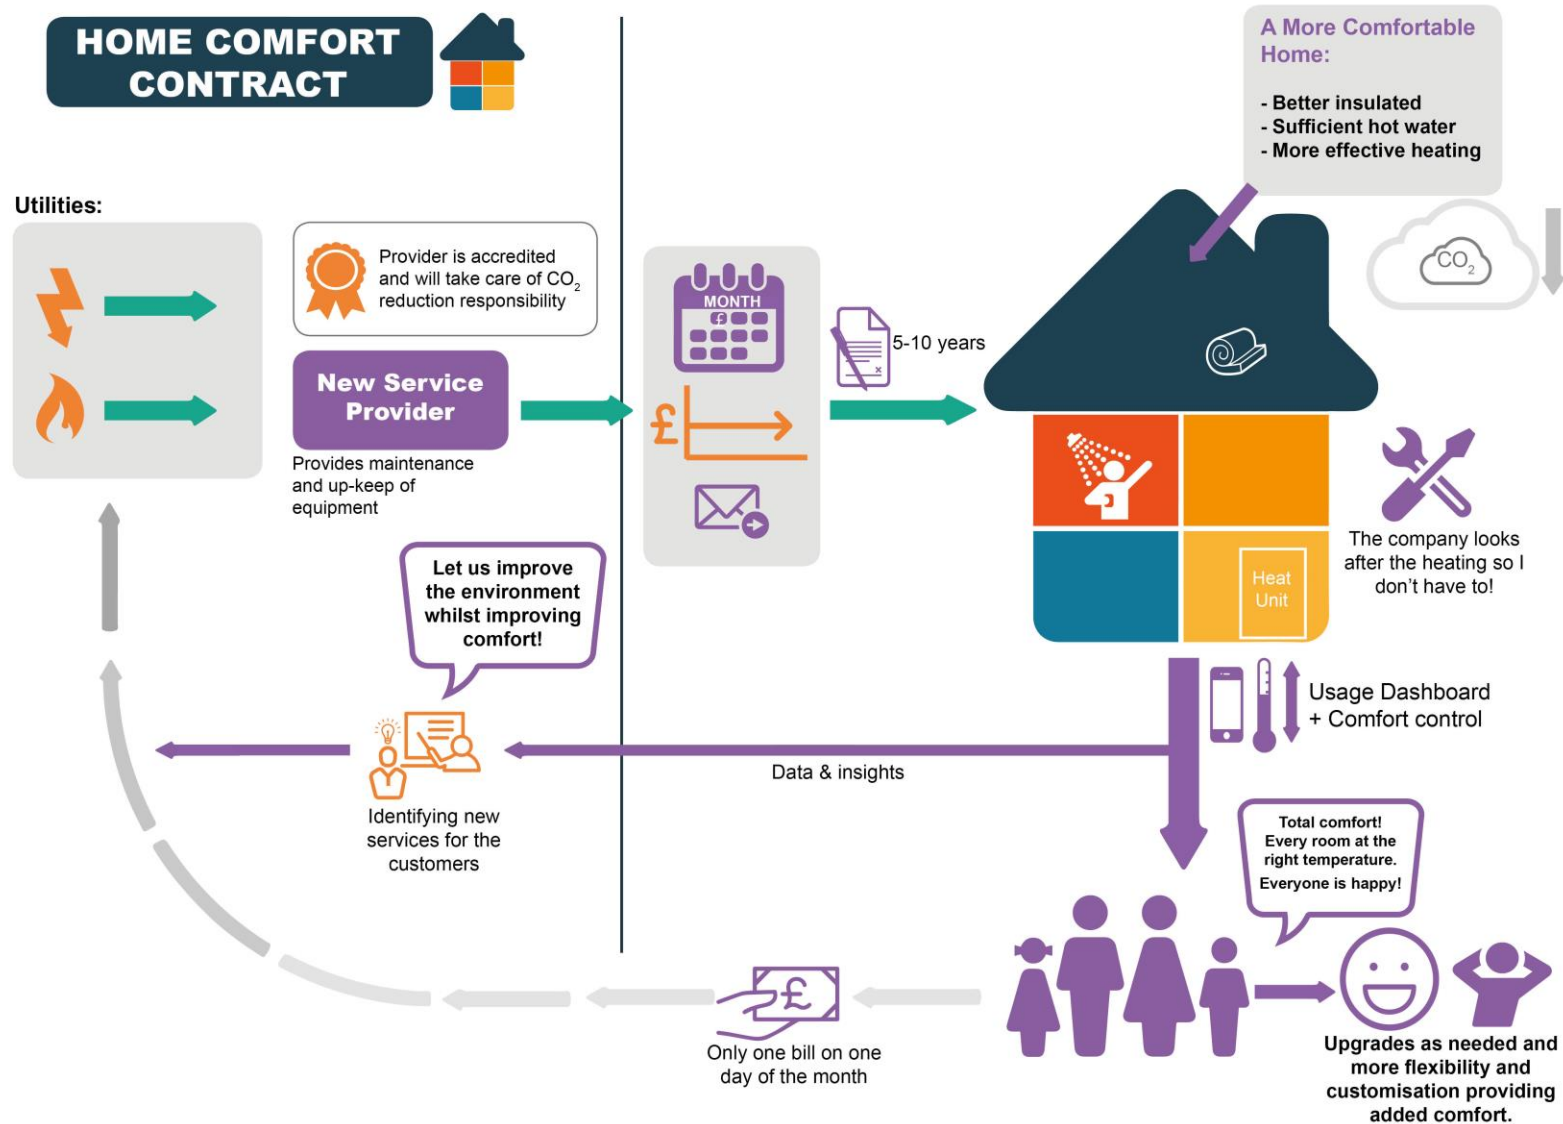 HOME COMFORT
CONTRACT
A More Comfortable
Home:
- Better insulated
- Sufficient hot water
- More effective heating
Utilities:
Provider is accredited
and will take care of CO2
reduction responsibility
New Service
Provider
Provides maintenance
and up-keep of
equipment
MONTH
£
£
5-10 years
CO2
Heat
Unit
The company looks
after the heating so I
don't have to!
Let us improve
the environment
whilst improving
comfort!
Usage Dashboard
+ Comfort control
Data & insights
Identifying new
services for the
customers
Total comfort!
Every room at the
right temperature.
Everyone is happy!
£
Only one bill on one
day of the month
Upgrades as needed and
more flexibility and
customisation providing
added comfort.